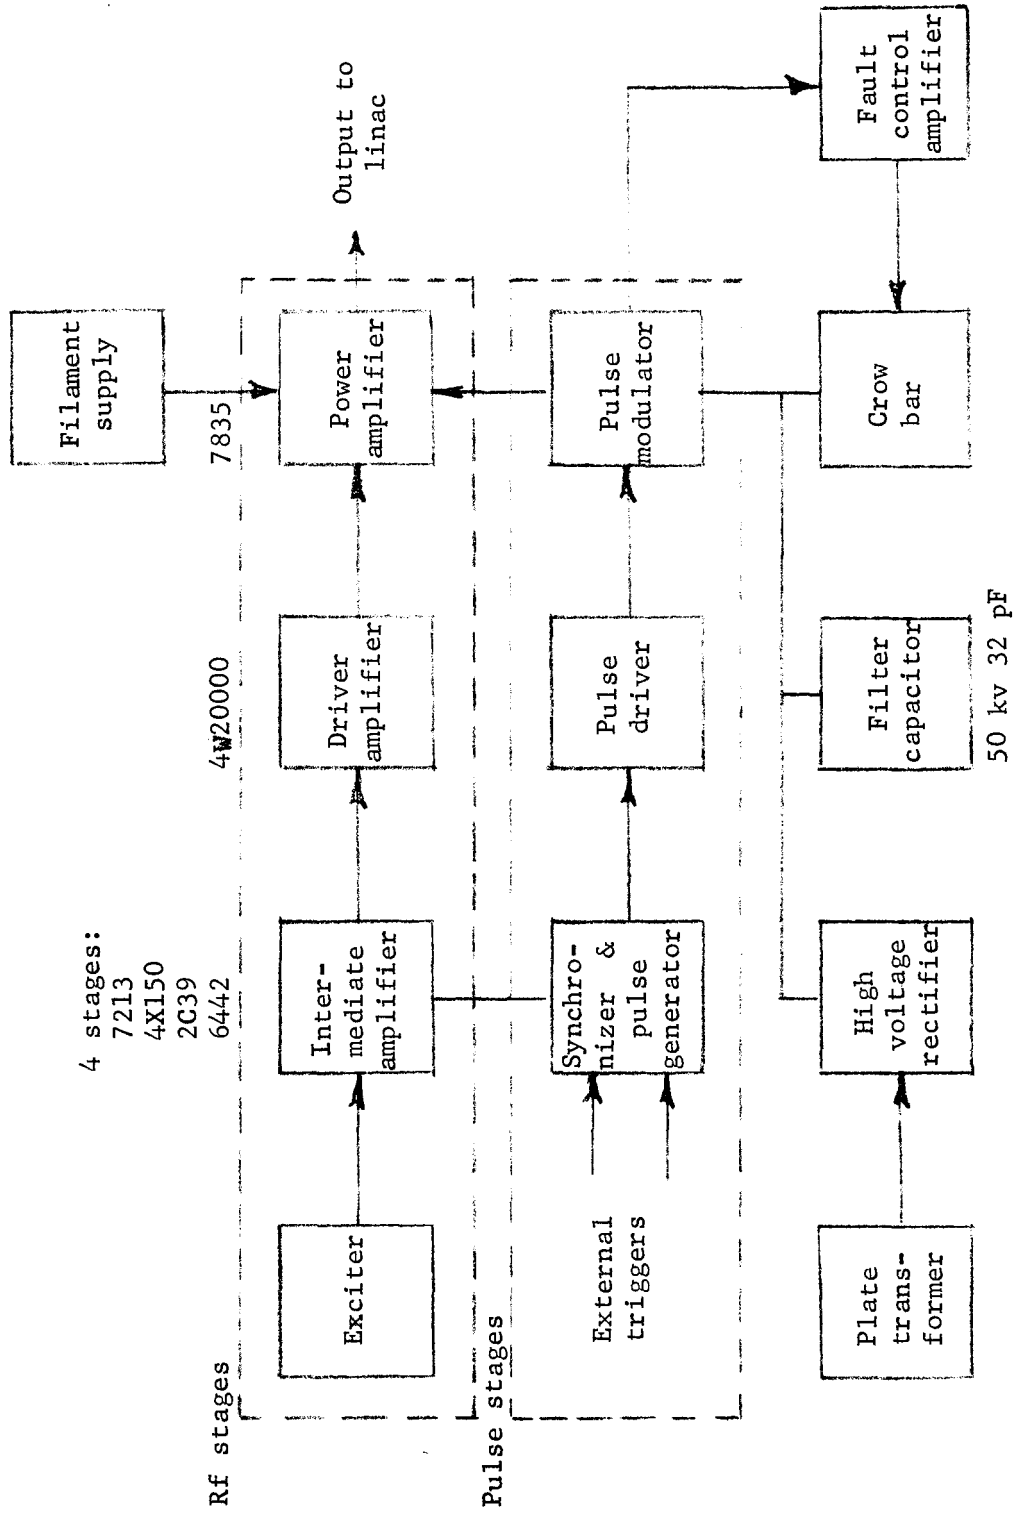 4 stages:
7213
4X150
2C39
6442
4W20000
7835
Filament
supply
Rf stages
Exciter
Inter-
mediate
amplifier
Driver
amplifier
Power
amplifier
Output to
linac
Pulse stages
External
triggers
Synchro-
nizer &
pulse
generator
Pulse
driver
Pulse
modulator
Plate
trans-
former
High
voltage
rectifier
Filter
capacitor
50 kv 32 pF
Crow
bar
Fault
control
amplifier